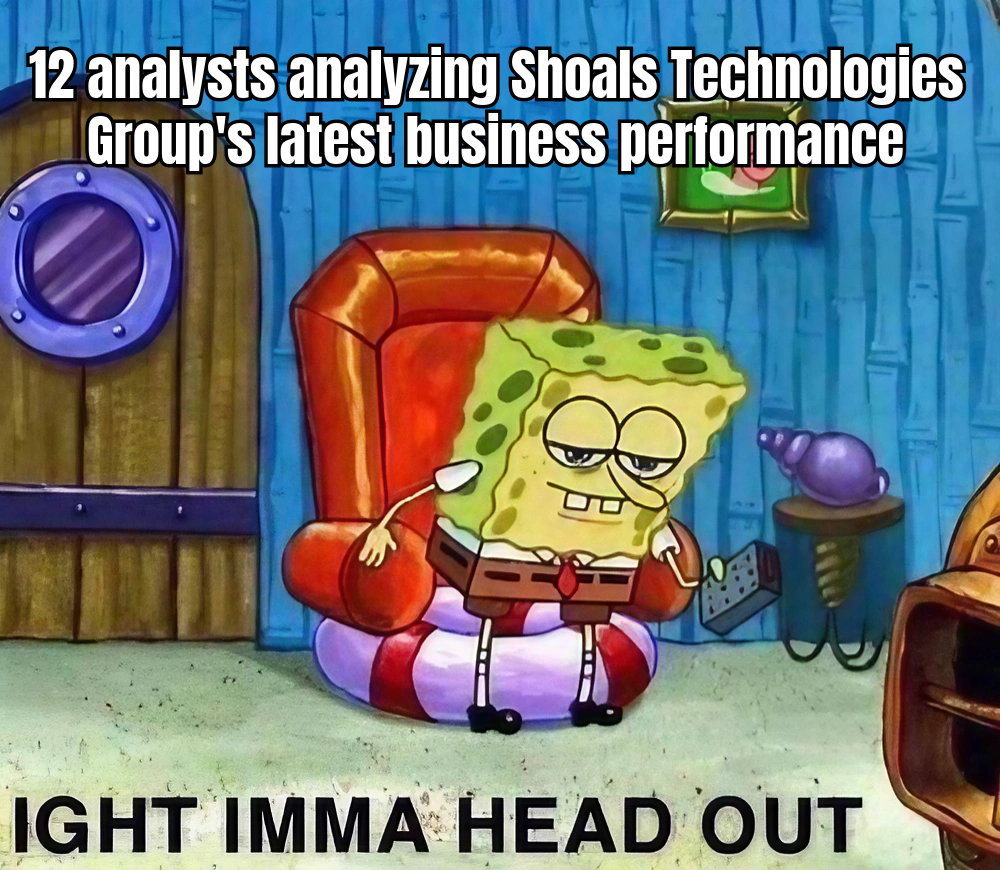 12 analysts analyzing Shoals Technologies
Group's latest business performance
IGHT IMMA HEAD OUT